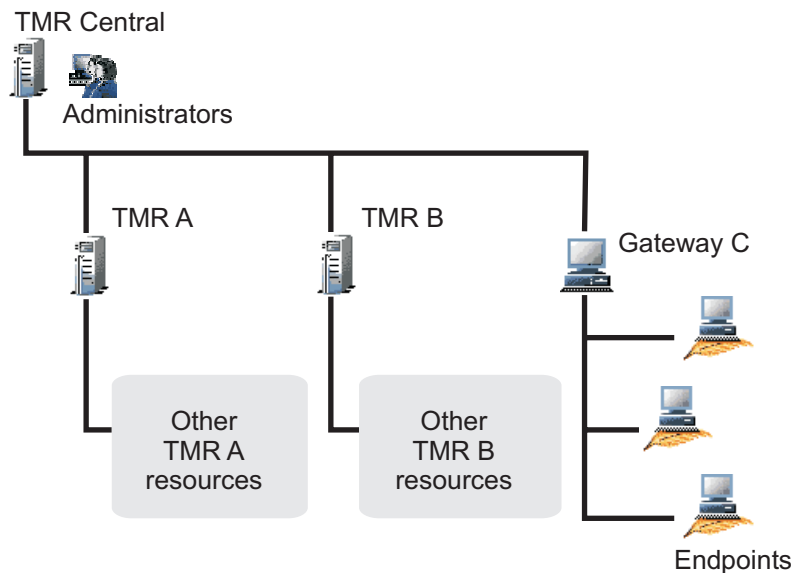 TMR Central
Administrators
TMR A
TMR B
Gateway C
Other
TMR A
resources
Other
TMR B
resources
Endpoints